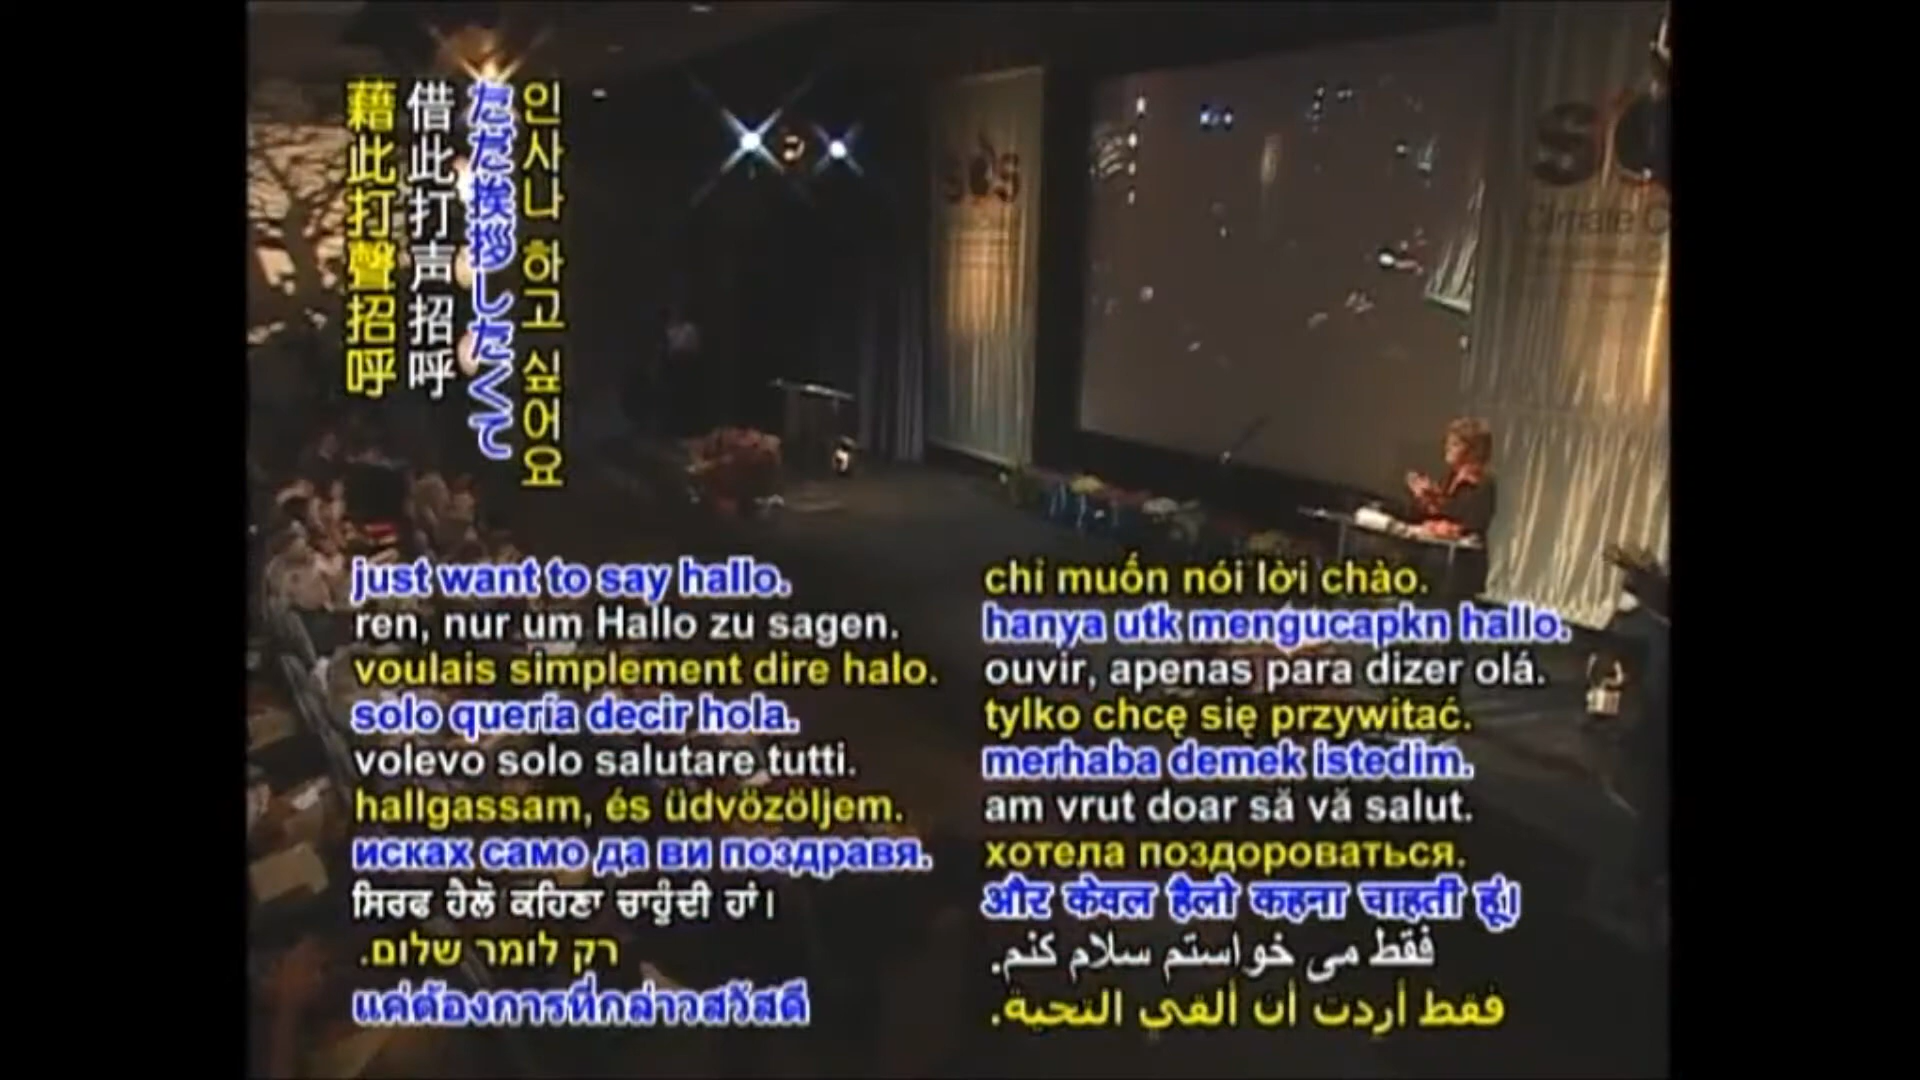 藉此打聲招呼
借此打声招呼
ただ挨拶したくて
인사나 하고 싶어요
SOS
Climate C
just want to say hallo.
ren, nur um Hallo zu sagen.
voulais simplement dire halo.
solo quería decir hola.
volevo solo salutare tutti.
hallgassam, és üdvözöljem.
исках само да ви поздравя.
ਸਿਰਫ ਹੈਲੋ ਕਹਿਣਾ ਚਾਹੁੰਦੀ ਹਾਂ।
רק לומר שלום.
แค่ต้องการที่กล่าวสวัสดี
chỉ muốn nói lời chào.
hanya utk mengucapkn hallo.
ouvir, apenas para dizer olá.
tylko chcę się przywitać.
merhaba demek istedim.
am vrut doar să vă salut.
хотела поздороваться.
और केवल हैलो कहना चाहती हूं।
فقط می خواستم سلام کنم.
فقط أردت أن ألقي التحية.